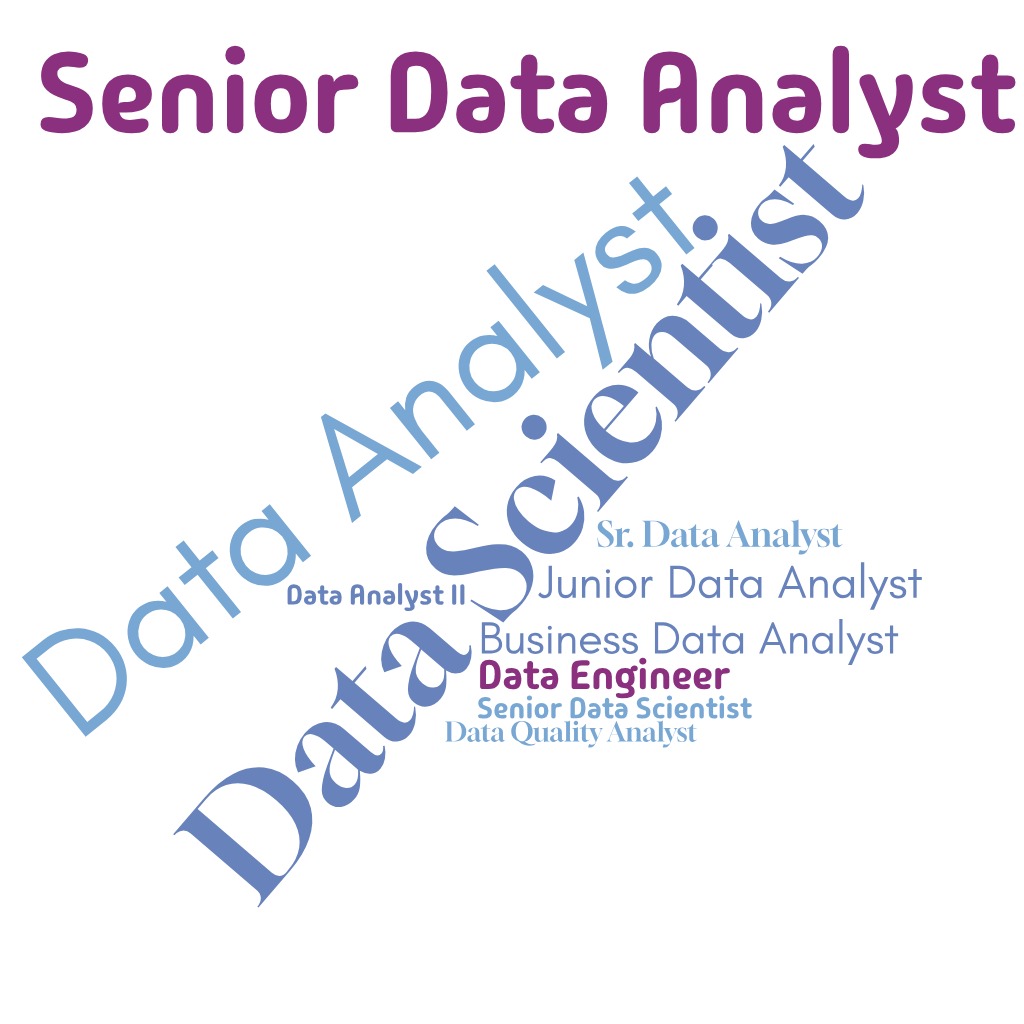 Senior Data Analyst
Data Analyst
Data Scientist
Sr. Data Analyst
Junior Data Analyst
Data Analyst II
Business Data Analyst
Data Engineer
Senior Data Scientist
Data Quality Analyst